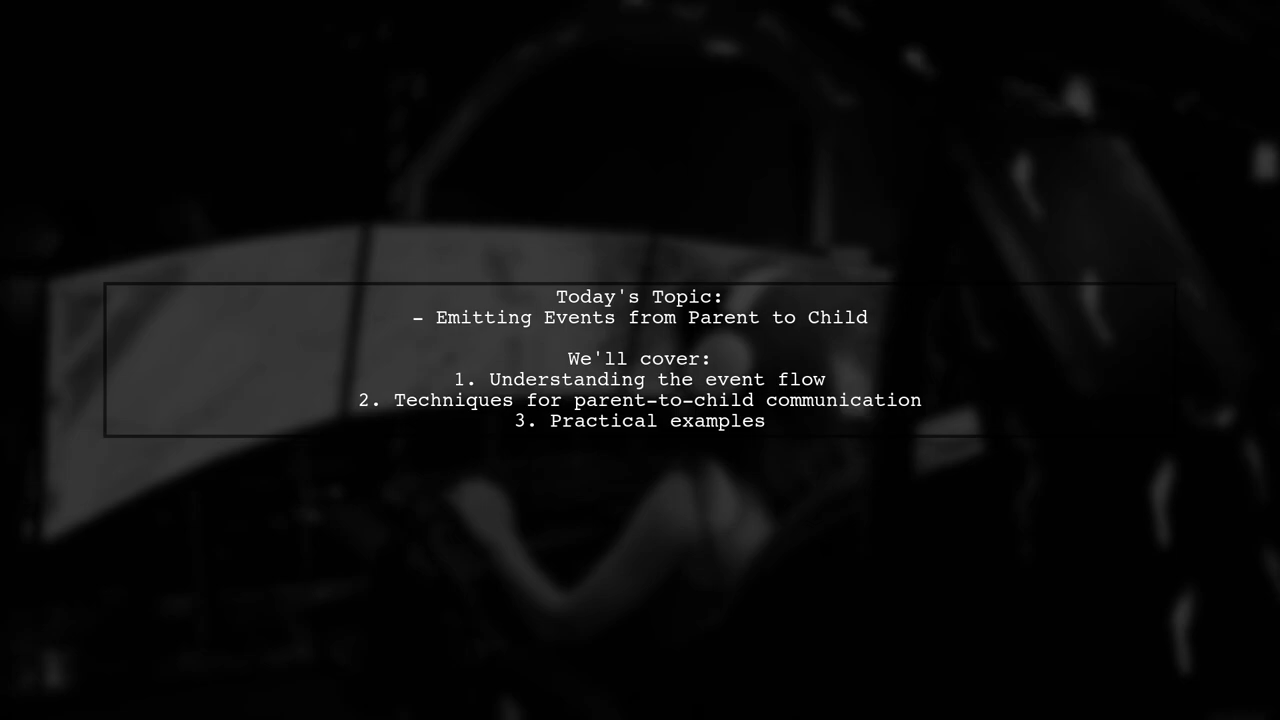 Today's Topic:
- Emitting Events from Parent to Child
We'll cover:
1. Understanding the event flow
2. Techniques for parent-to-child communication
3. Practical examples